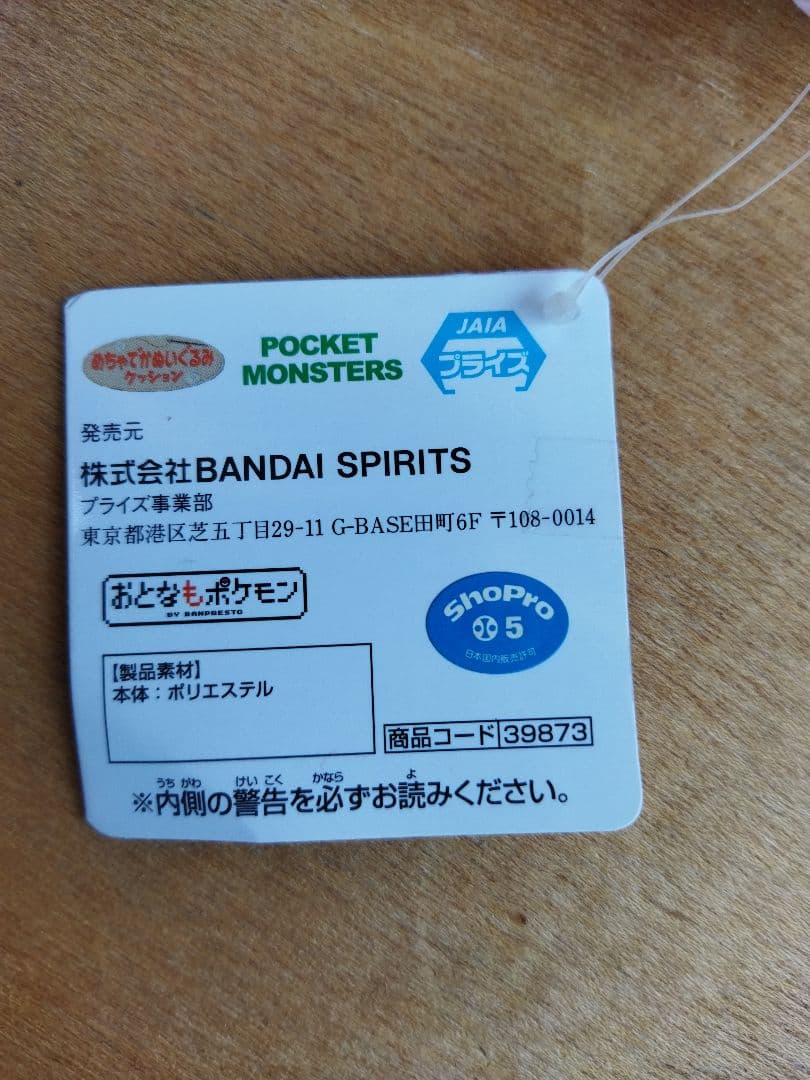 めちゃでかぬいぐるみ
クッション
POCKET
MONSTERS
JAIA
プライズ
発売元
株式会社BANDAI SPIRITS
プライズ事業部
東京都港区芝五丁目29-11 G-BASE田町6F 〒108-0014
おとなもポケモン
BY BANPRESTO
ShoPro
5
日本国内販売許可
【製品素材】
本体：ポリエステル
商品コード 39873
うちがわ けいこく かなら よ
※内側の警告を必ずお読みください。